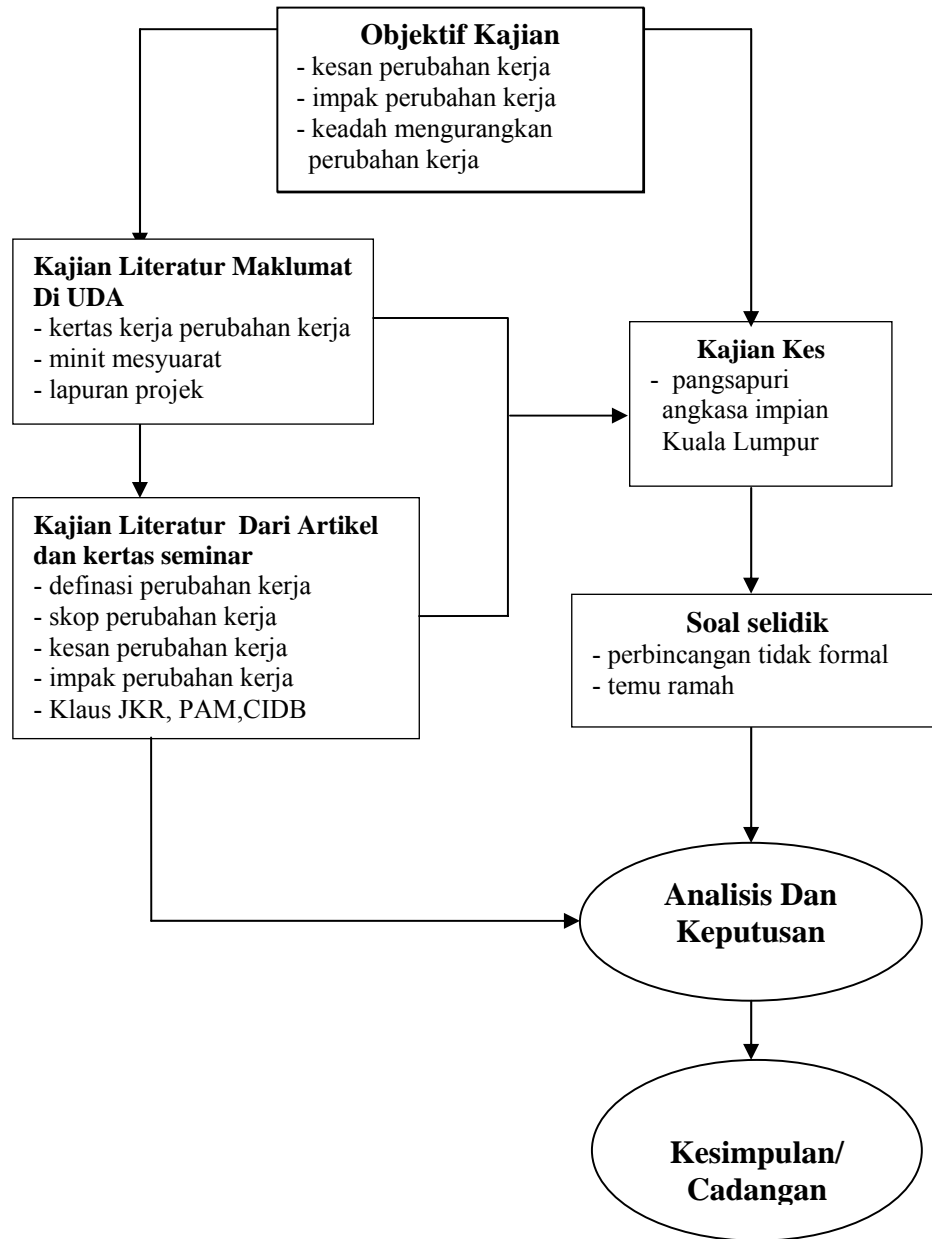 Objektif Kajian
- kesan perubahan kerja
- impak perubahan kerja
- keadah mengurangkan
perubahan kerja
Kajian Literatur Maklumat
Di UDA
- kertas kerja perubahan kerja
- minit mesyuarat
- lapuran projek
Kajian Kes
- pangsapuri
angkasa impian
Kuala Lumpur
Kajian Literatur Dari Artikel
dan kertas seminar
- definasi perubahan kerja
- skop perubahan kerja
- kesan perubahan kerja
- impak perubahan kerja
- Klaus JKR, PAM,CIDB
Soal selidik
- perbincangan tidak formal
- temu ramah
Analisis Dan
Keputusan
Kesimpulan/
Cadangan